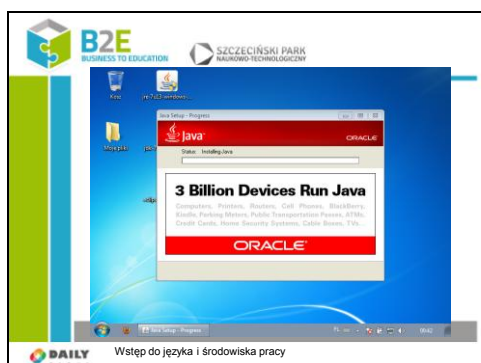 B2E
BUSINESS TO EDUCATION
SZCZECIŃSKI PARK
NAUKOWO-TECHNOLOGICZNY
Kosz
Java Setup - Progress
Java
ORACLE
Status: Installing Java
3 Billion Devices Run Java
Computers, Printers, Routers, Cell Phones, BlackBerry,
Kindle, Parking Meters, Public Transportation Passes, ATMs,
Credit Cards, Home Security Systems, Cable Boxes, TVs...
ORACLE
Java Setup - Progress
DAILY
Wstęp do języka i środowiska pracy